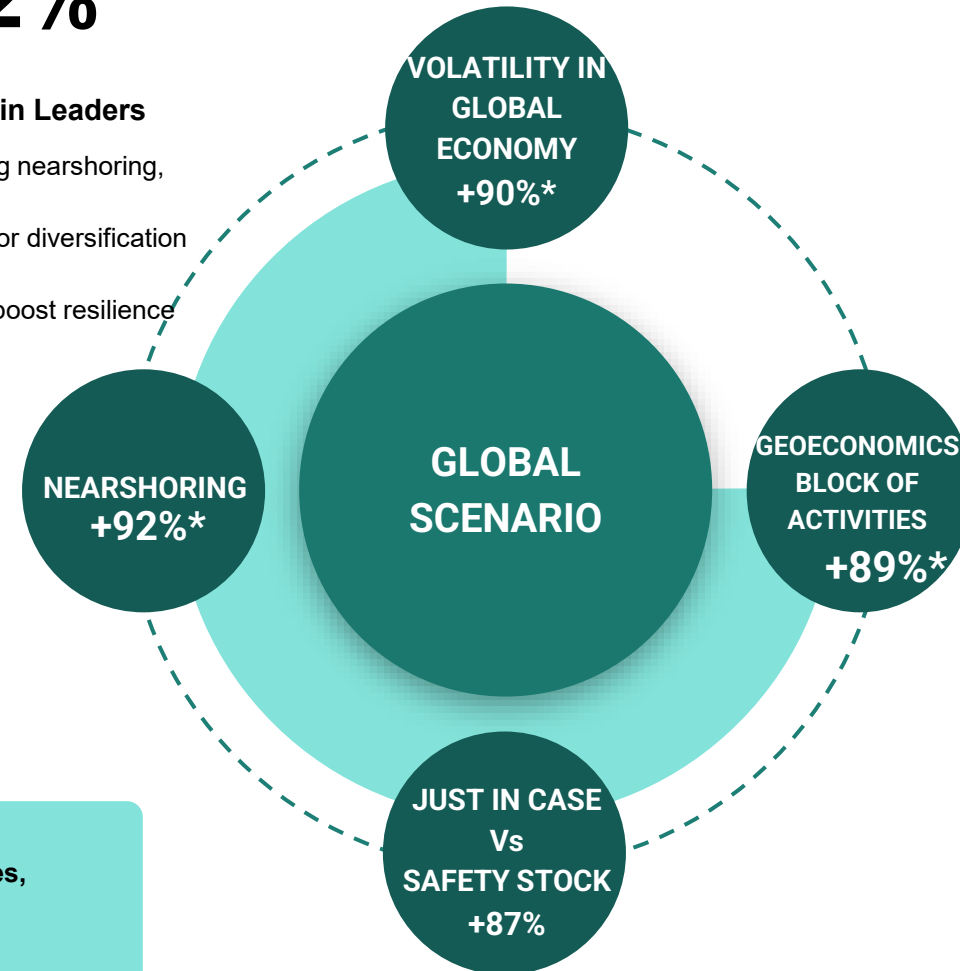 %
in Leaders
nearshoring,
or diversification
boost resilience
VOLATILITY IN
GLOBAL
ECONOMY
+90%*
NEARSHORING
+92%*
GLOBAL
SCENARIO
GEOECONOMICS
BLOCK OF
ACTIVITIES
+89%*
JUST IN CASE
Vs
SAFETY STOCK
+87%
es,